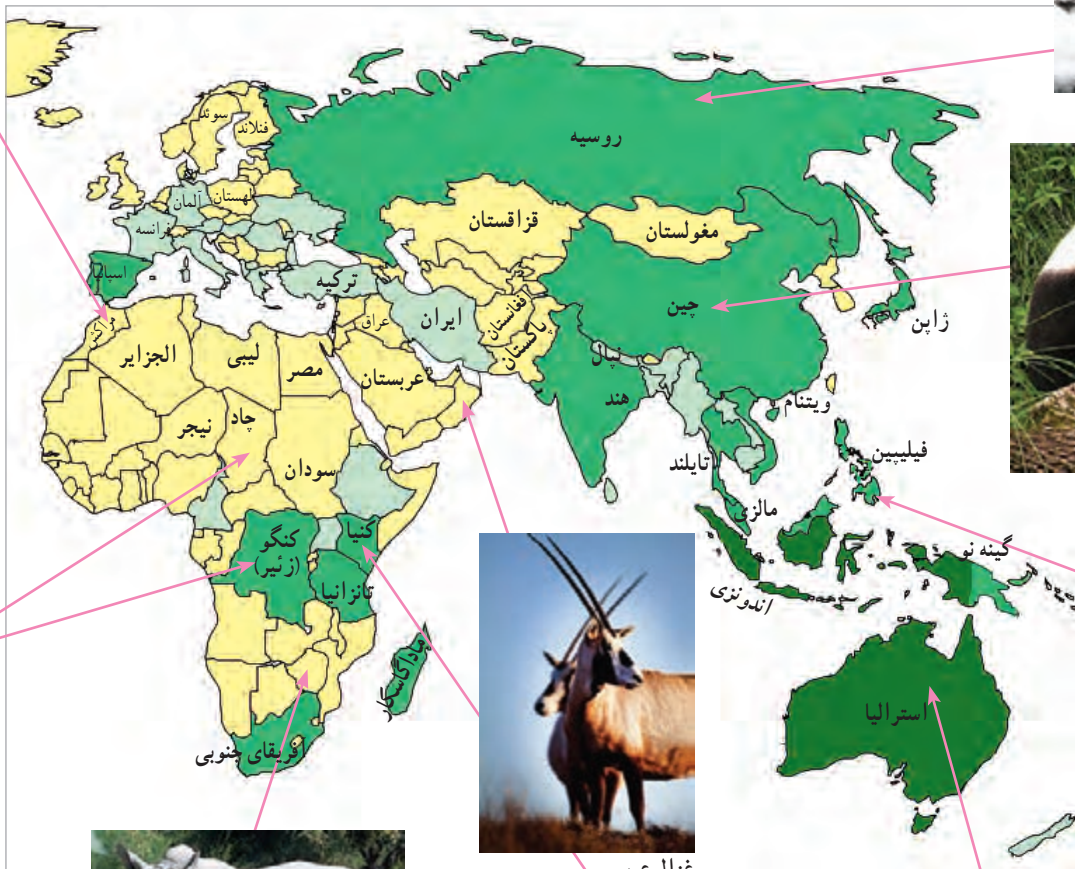 سوئد
فنلاند
روسیه
آلمان
لهستان
فرانسه
قزاقستان
مغولستان
اسپانیا
ترکیه
چین
ایران
افغانستان
عراق
پاکستان
ژاپن
مراکش
الجزایر
لیبی
مصر
عربستان
نپال
هند
ویتنام
نیجر
چاد
سودان
تایلند
فیلیپین
مالزی
کنیا
کنگو
(زئیر)
گینه نو
تانزانیا
اندونزی
ماداگاسکار
استرالیا
افریقای جنوبی